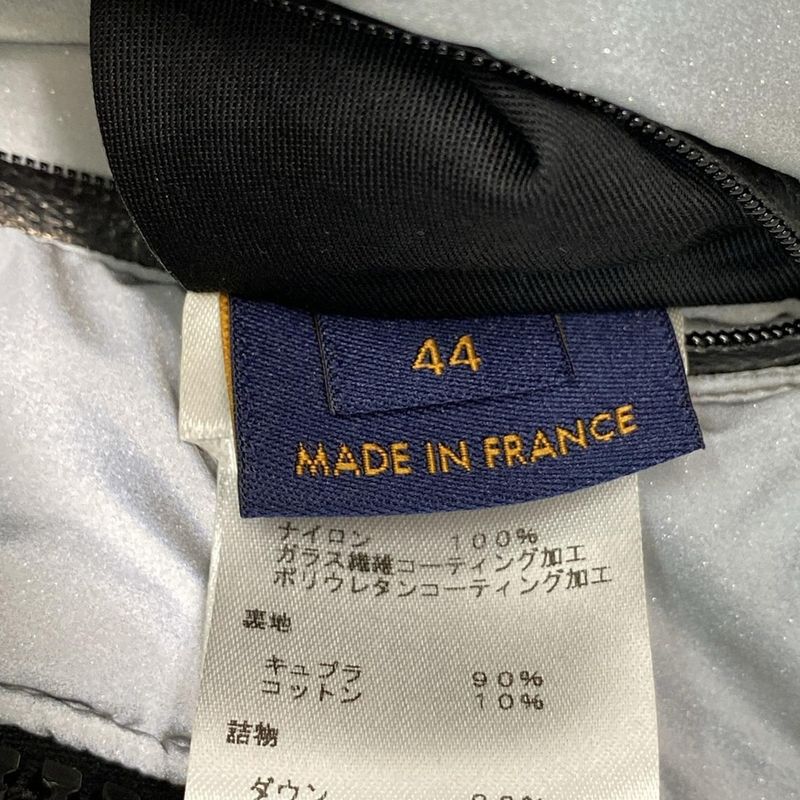 44
MADE IN FRANCE
ナイロン 100%
ガラス繊維コーティング加工
ポリウレタンコーティング加工
裏地
キュプラ 90%
コットン 10%
詰物
ダウン